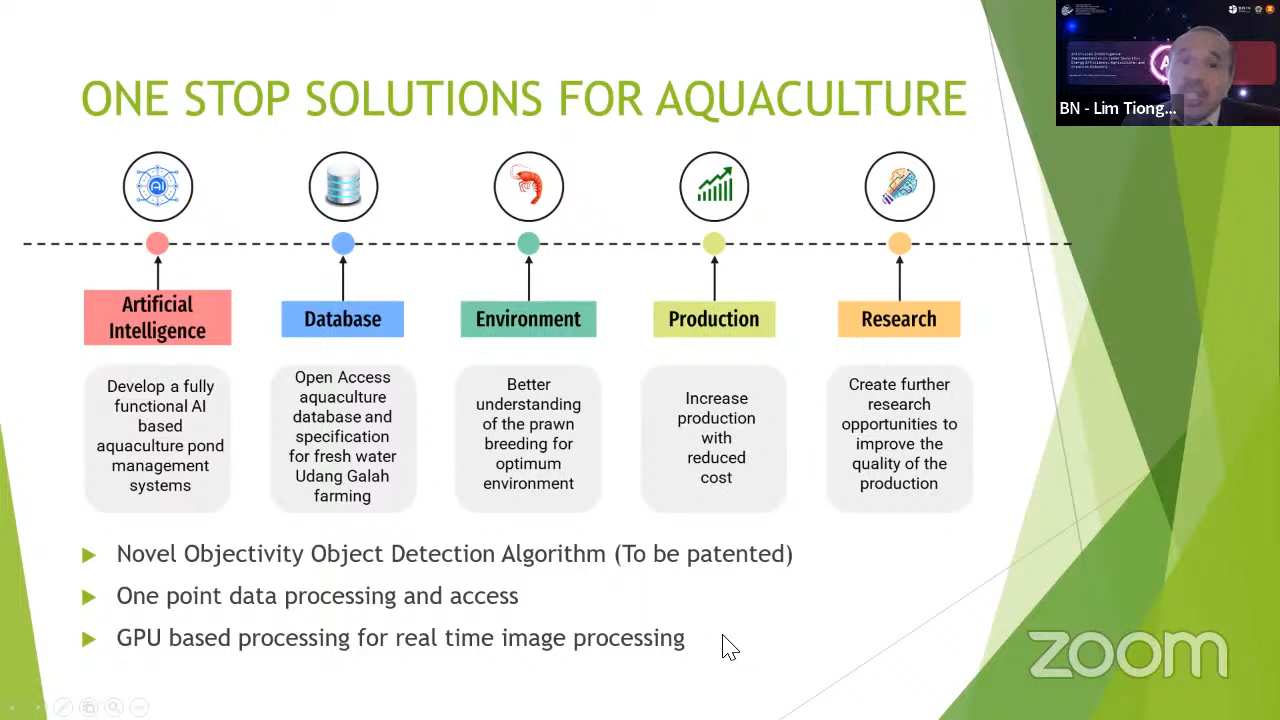 ONE STOP SOLUTIONS FOR AQUACULTURE
BN - Lim Tiong...
AI
Artificial
Intelligence
Database
Environment
Production
Research
Develop a fully
functional AI
based
aquaculture pond
management
systems
Open Access
aquaculture
database and
specification
for fresh water
Udang Galah
farming
Better
understanding
of the prawn
breeding for
optimum
environment
Increase
production
with
reduced
cost
Create further
research
opportunities to
improve the
quality of the
production
Novel Objectivity Object Detection Algorithm (To be patented)
One point data processing and access
GPU based processing for real time image processing
zoom